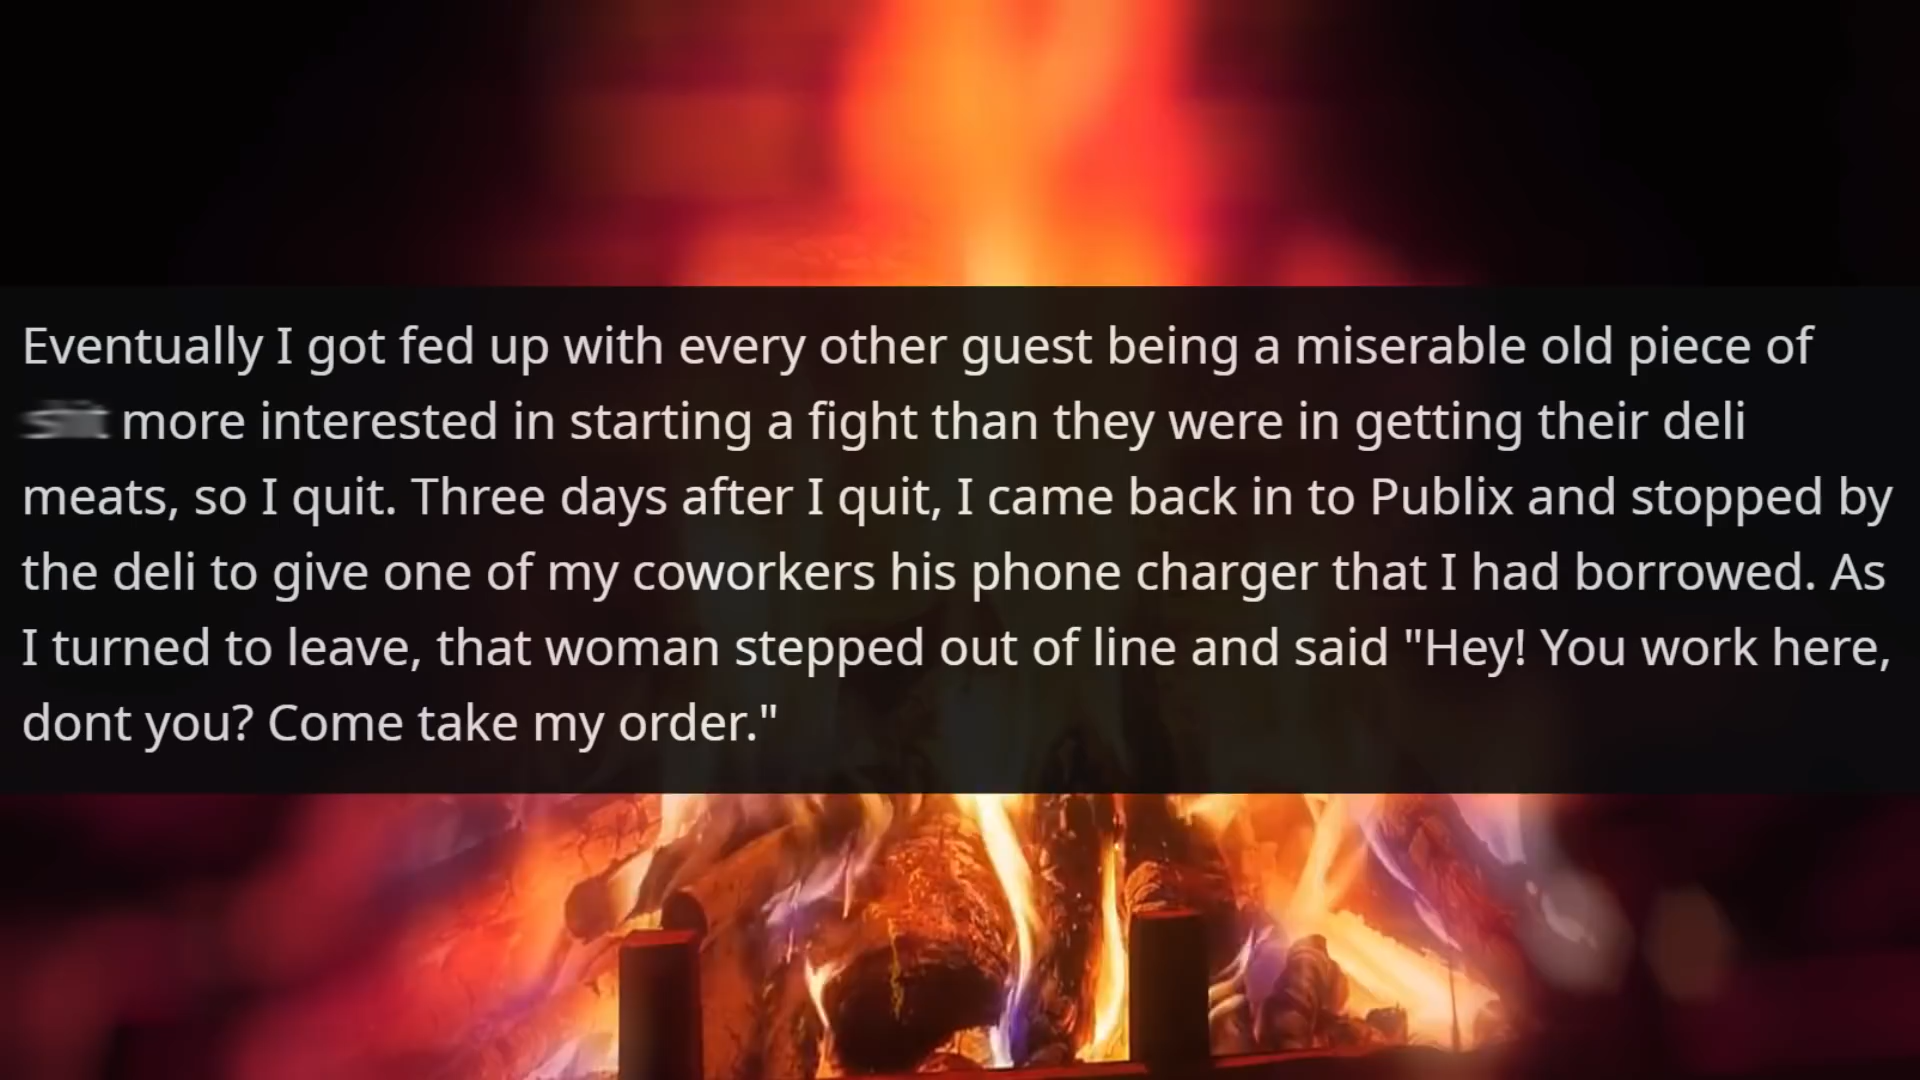 Eventually I got fed up with every other guest being a miserable old piece of
more interested in starting a fight than they were in getting their deli
meats, so I quit. Three days after I quit, I came back in to Publix and stopped by
the deli to give one of my coworkers his phone charger that I had borrowed. As
I turned to leave, that woman stepped out of line and said "Hey! You work here,
dont you? Come take my order."